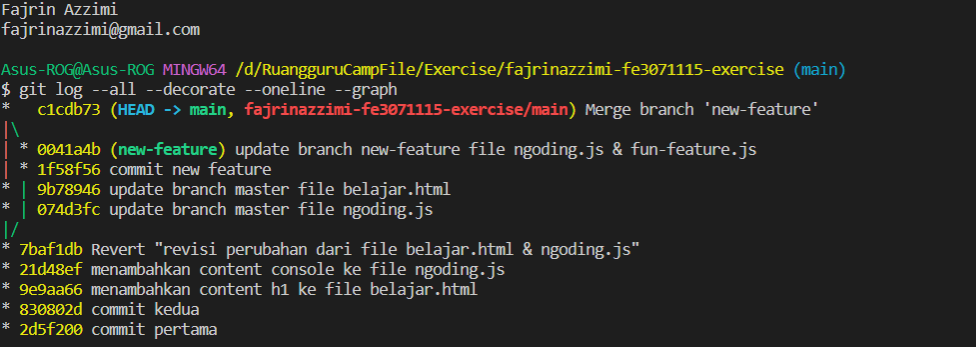 Fajrin Azzimi
fajrinazzimi@gmail.com
Asus-ROG@Asus-ROG MINGW64 /d/RuangguruCampFile/Exercise/fajrinazzimi-fe3071115-exercise (main)
$ git log --all --decorate --oneline --graph
*   c1cdb73 (HEAD -> main, fajrinazzimi-fe3071115-exercise/main) Merge branch 'new-feature'
|\
| * 0041a4b (new-feature) update branch new-feature file ngoding.js & fun-feature.js
| * 1f58f56 commit new feature
* | 9b78946 update branch master file belajar.html
* | 074d3fc update branch master file ngoding.js
|/
* 7baf1db Revert "revisi perubahan dari file belajar.html & ngoding.js"
* 21d48ef menambahkan content console ke file ngoding.js
* 9e9aa66 menambahkan content h1 ke file belajar.html
* 830802d commit kedua
* 2d5f200 commit pertama